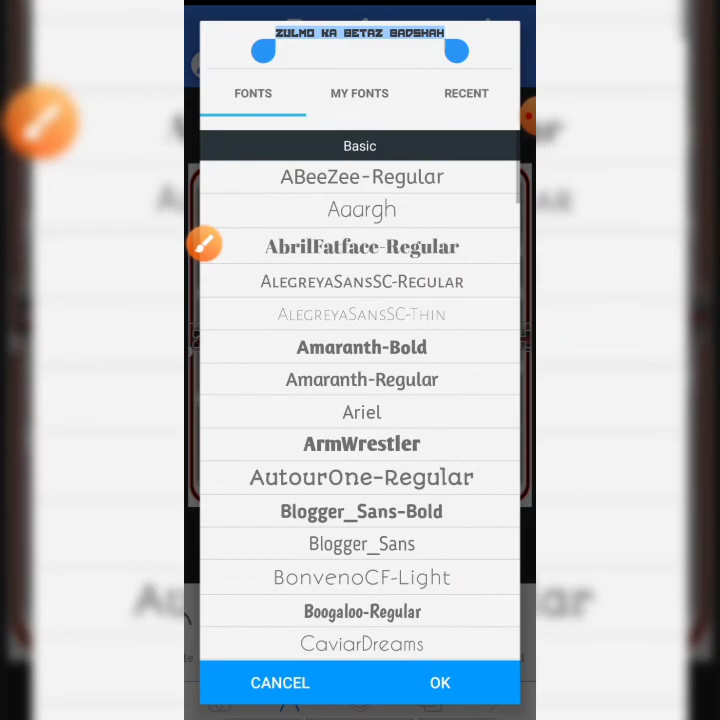 ZULMO KA BETAZ BADSHAH
FONTS
MY FONTS
RECENT
Basic
ABeeZee-Regular
Aaargh
AbrilFatface-Regular
AlegreyaSansSC-Regular
AlegreyaSansSC-Thin
Amaranth-Bold
Amaranth-Regular
Ariel
ArmWrestler
AutourOne-Regular
Blogger_Sans-Bold
Blogger_Sans
BonvenoCF-Light
Boogaloo-Regular
CaviarDreams
CANCEL
OK